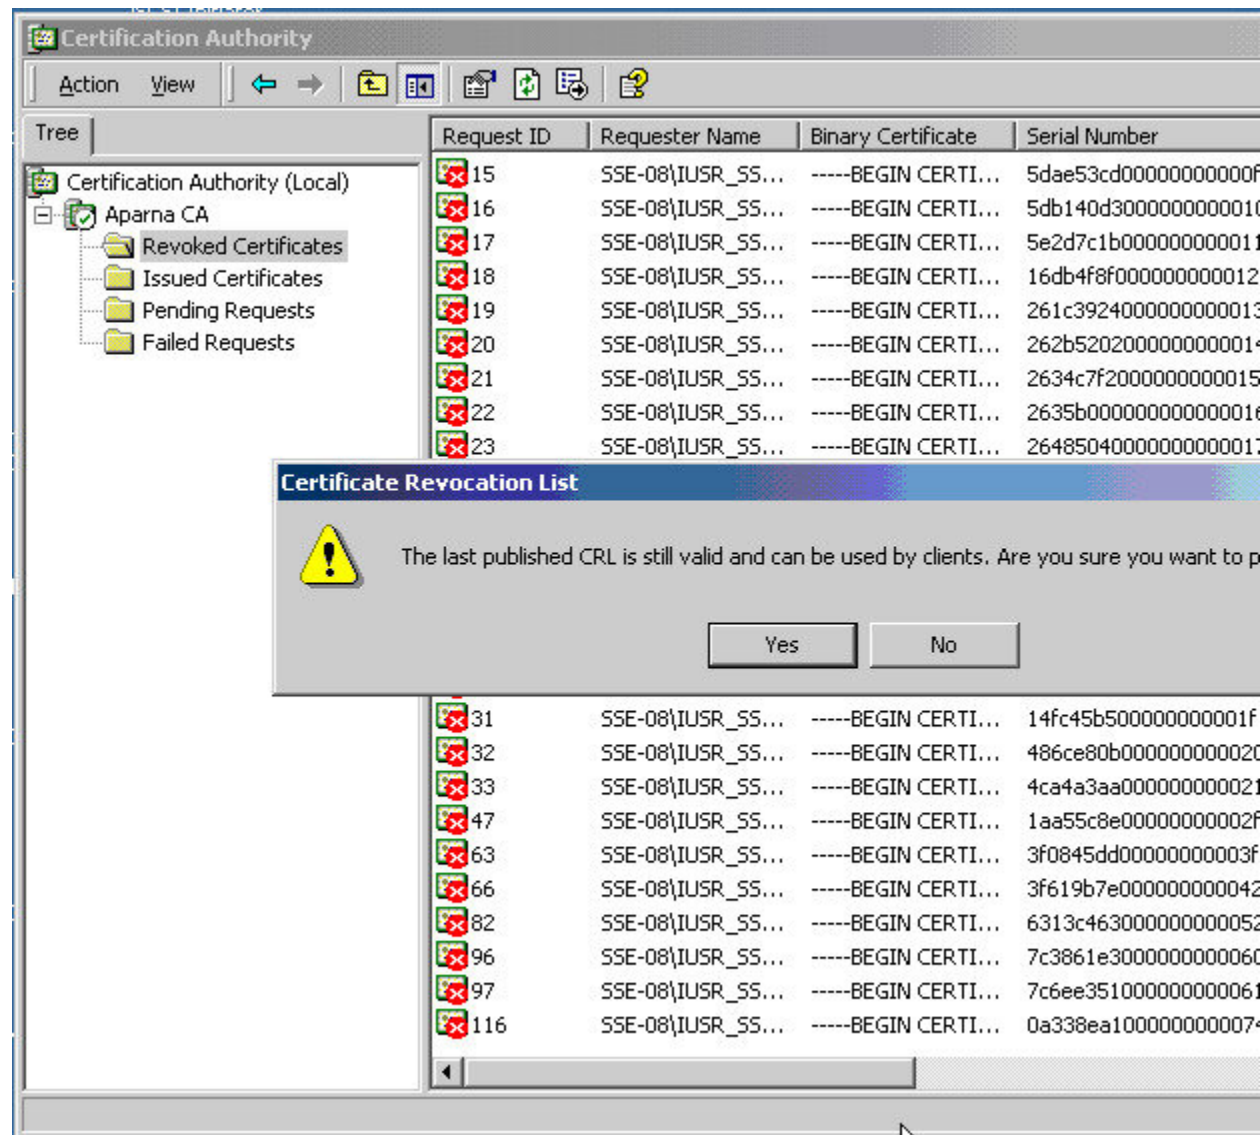 Certification Authority
Action View
Tree
Request ID Requester Name Binary Certificate Serial Number
Certification Authority (Local)
Aparna CA
Revoked Certificates
Issued Certificates
Pending Requests
Failed Requests
15 SSE-08\IUSR_SS... -----BEGIN CERTI... 5dae53cd00000000000f
16 SSE-08\IUSR_SS... -----BEGIN CERTI... 5db140d3000000000010
17 SSE-08\IUSR_SS... -----BEGIN CERTI... 5e2d7c1b000000000011
18 SSE-08\IUSR_SS... -----BEGIN CERTI... 16db4f8f000000000012
19 SSE-08\IUSR_SS... -----BEGIN CERTI... 261c3924000000000013
20 SSE-08\IUSR_SS... -----BEGIN CERTI... 262b5202000000000014
21 SSE-08\IUSR_SS... -----BEGIN CERTI... 2634c7f2000000000015
22 SSE-08\IUSR_SS... -----BEGIN CERTI... 2635b000000000000016
23 SSE-08\IUSR_SS... -----BEGIN CERTI... 26485040000000000017
Certificate Revocation List
The last published CRL is still valid and can be used by clients. Are you sure you want to p
Yes No
31 SSE-08\IUSR_SS... -----BEGIN CERTI... 14fc45b500000000001f
32 SSE-08\IUSR_SS... -----BEGIN CERTI... 486ce80b000000000020
33 SSE-08\IUSR_SS... -----BEGIN CERTI... 4ca4a3aa000000000021
47 SSE-08\IUSR_SS... -----BEGIN CERTI... 1aa55c8e00000000002f
63 SSE-08\IUSR_SS... -----BEGIN CERTI... 3f0845dd00000000003f
66 SSE-08\IUSR_SS... -----BEGIN CERTI... 3f619b7e000000000042
82 SSE-08\IUSR_SS... -----BEGIN CERTI... 6313c463000000000052
96 SSE-08\IUSR_SS... -----BEGIN CERTI... 7c3861e3000000000060
97 SSE-08\IUSR_SS... -----BEGIN CERTI... 7c6ee351000000000061
116 SSE-08\IUSR_SS... -----BEGIN CERTI... 0a338ea1000000000074